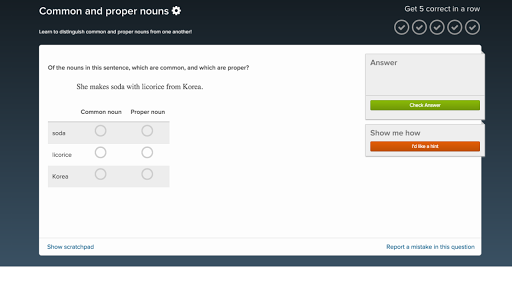 Common and proper nouns
Get 5 correct in a row
Learn to distinguish common and proper nouns from one another!
Of the nouns in this sentence, which are common, and which are proper?
She makes soda with licorice from Korea.
Common noun Proper noun
soda
licorice
Korea
Answer
Check Answer
Show me how
I'd like a hint
Show scratchpad
Report a mistake in this question